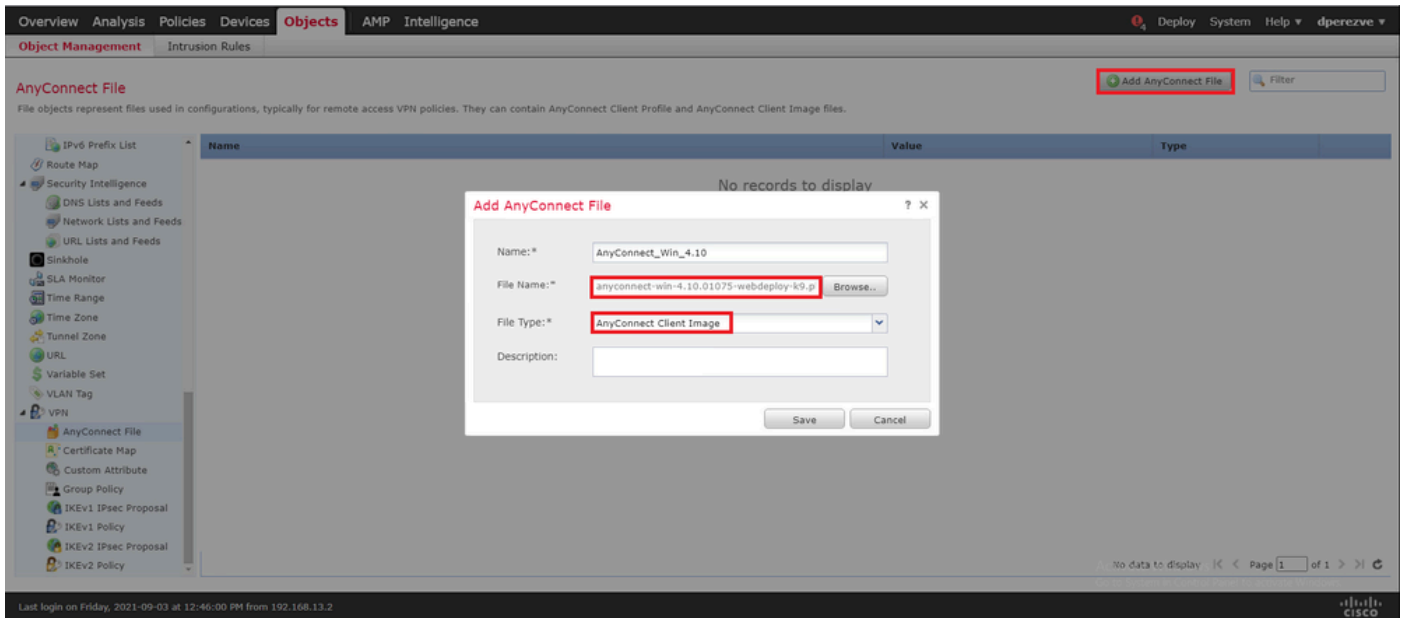 Overview Analysis Policies Devices Objects AMP Intelligence
4 Deploy System Help dperezve
Object Management Intrusion Rules
AnyConnect File
Add AnyConnect File
Filter
File objects represent files used in configurations, typically for remote access VPN policies. They can contain AnyConnect Client Profile and AnyConnect Client Image files.
IPv6 Prefix List
Route Map
Security Intelligence
DNS Lists and Feeds
Network Lists and Feeds
URL Lists and Feeds
Sinkhole
SLA Monitor
Time Range
Time Zone
Tunnel Zone
URL
Variable Set
VLAN Tag
VPN
AnyConnect File
Certificate Map
Custom Attribute
Group Policy
IKEv1 IPsec Proposal
IKEv1 Policy
IKEv2 IPsec Proposal
IKEv2 Policy
Name Value Type
No records to display
Add AnyConnect File
? ×
Name:* AnyConnect_Win_4.10
File Name:* anyconnect-win-4.10.01075-webdeploy-k9.p Browse..
File Type:* AnyConnect Client Image
Description:
Save Cancel
No data to display |< < Page 1 of 1 > >|
Last login on Friday, 2021-09-03 at 12:46:00 PM from 192.168.13.2
CISCO